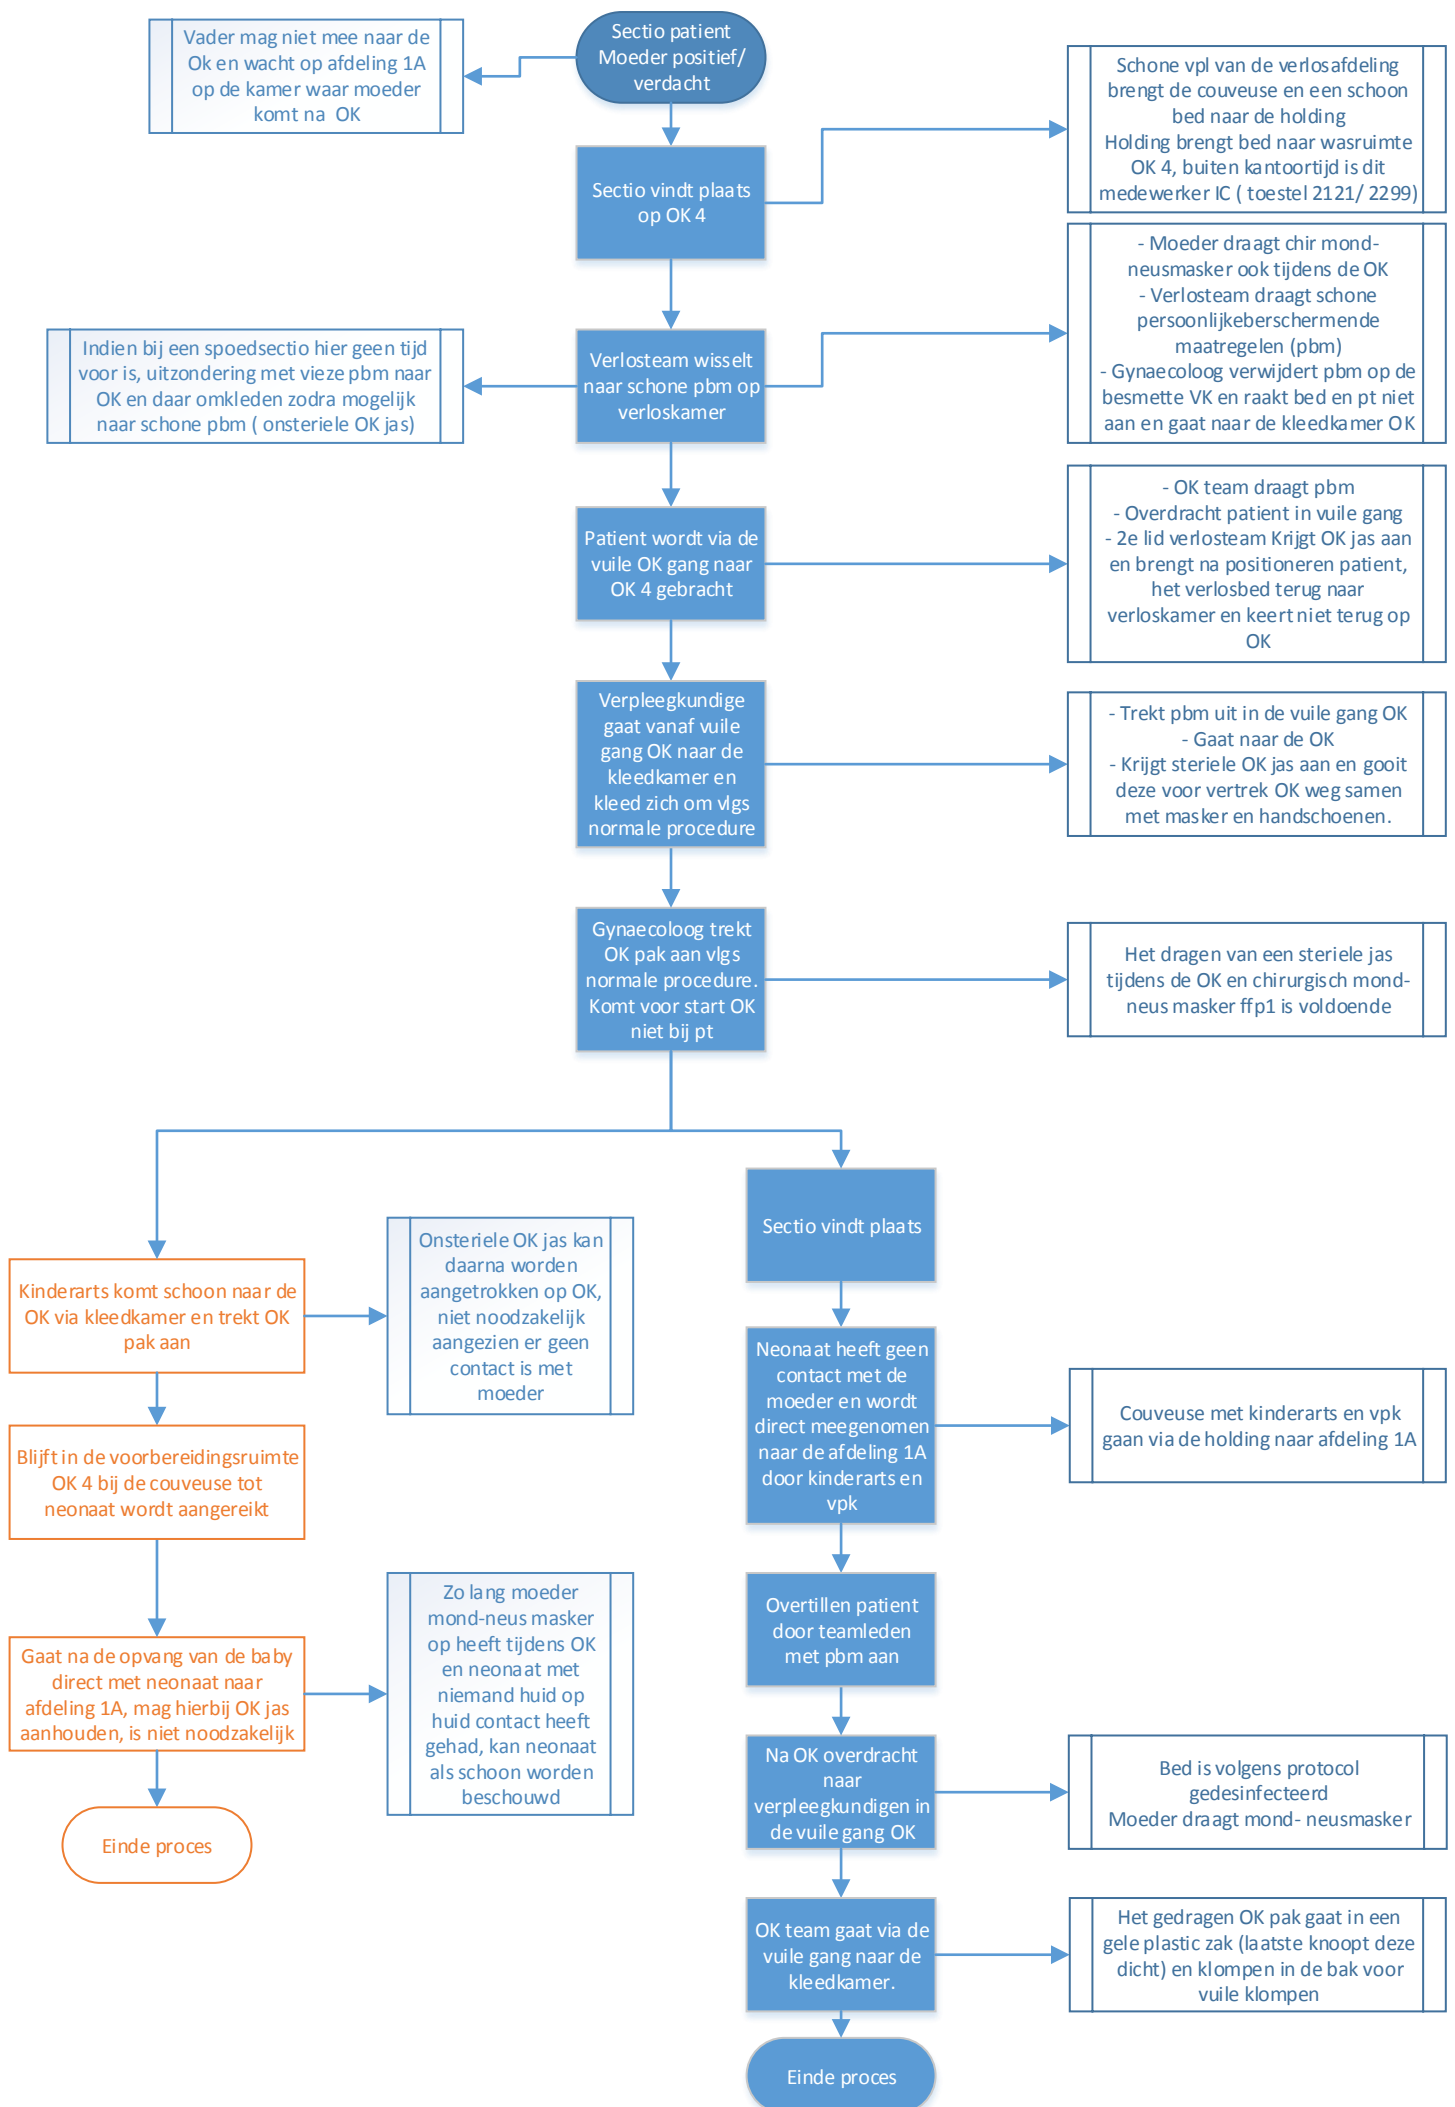 Sectio patient
Moeder positief/
verdacht
Vader mag niet mee naar de
Ok en wacht op afdeling 1A
op de kamer waar moeder
komt na OK
Sectio vindt plaats
op OK 4
Schone vpl van de verlosafdeling
brengt de couveuse en een schoon
bed naar de holding
Holding brengt bed naar wasruimte
OK 4, buiten kantoortijd is dit
medewerker IC ( toestel 2121/ 2299)
Verlosteam wisselt
naar schone pbm op
verloskamer
Indien bij een spoedsectio hier geen tijd
voor is, uitzondering met vieze pbm naar
OK en daar omkleden zodra mogelijk
naar schone pbm ( onsteriele OK jas)
- Moeder draagt chir mond-
neusmasker ook tijdens de OK
- Verlosteam draagt schone
persoonlijkeberschermende
maatregelen (pbm)
- Gynaecoloog verwijdert pbm op de
besmette VK en raakt bed en pt niet
aan en gaat naar de kleedkamer OK
Patient wordt via de
vuile OK gang naar
OK 4 gebracht
- OK team draagt pbm
- Overdracht patient in vuile gang
- 2e lid verlosteam Krijgt OK jas aan
en brengt na positioneren patient,
het verlosbed terug naar
verloskamer en keert niet terug op
OK
Verpleegkundige
gaat vanaf vuile
gang OK naar de
kleedkamer en
kleed zich om vlgs
normale procedure
- Trekt pbm uit in de vuile gang OK
- Gaat naar de OK
- Krijgt steriele OK jas aan en gooit
deze voor vertrek OK weg samen
met masker en handschoenen.
Gynaecoloog trekt
OK pak aan vlgs
normale procedure.
Komt voor start OK
niet bij pt
Het dragen van een steriele jas
tijdens de OK en chirurgisch mond-
neus masker ffp1 is voldoende
Kinderarts komt schoon naar de
OK via kleedkamer en trekt OK
pak aan
Onsteriele OK jas kan
daarna worden
aangetrokken op OK,
niet noodzakelijk
aangezien er geen
contact is met
moeder
Blijft in de voorbereidingsruimte
OK 4 bij de couveuse tot
neonaat wordt aangereikt
Gaat na de opvang van de baby
direct met neonaat naar
afdeling 1A, mag hierbij OK jas
aanhouden, is niet noodzakelijk
Zo lang moeder
mond-neus masker
op heeft tijdens OK
en neonaat met
niemand huid op
huid contact heeft
gehad, kan neonaat
als schoon worden
beschouwd
Einde proces
Sectio vindt plaats
Neonaat heeft geen
contact met de
moeder en wordt
direct meegenomen
naar de afdeling 1A
door kinderarts en
vpk
Couveuse met kinderarts en vpk
gaan via de holding naar afdeling 1A
Overtillen patient
door teamleden
met pbm aan
Na OK overdracht
naar
verpleegkundigen in
de vuile gang OK
Bed is volgens protocol
gedesinfecteerd
Moeder draagt mond- neusmasker
OK team gaat via de
vuile gang naar de
kleedkamer.
Het gedragen OK pak gaat in een
gele plastic zak (laatste knoopt deze
dicht) en klompen in de bak voor
vuile klompen
Einde proces